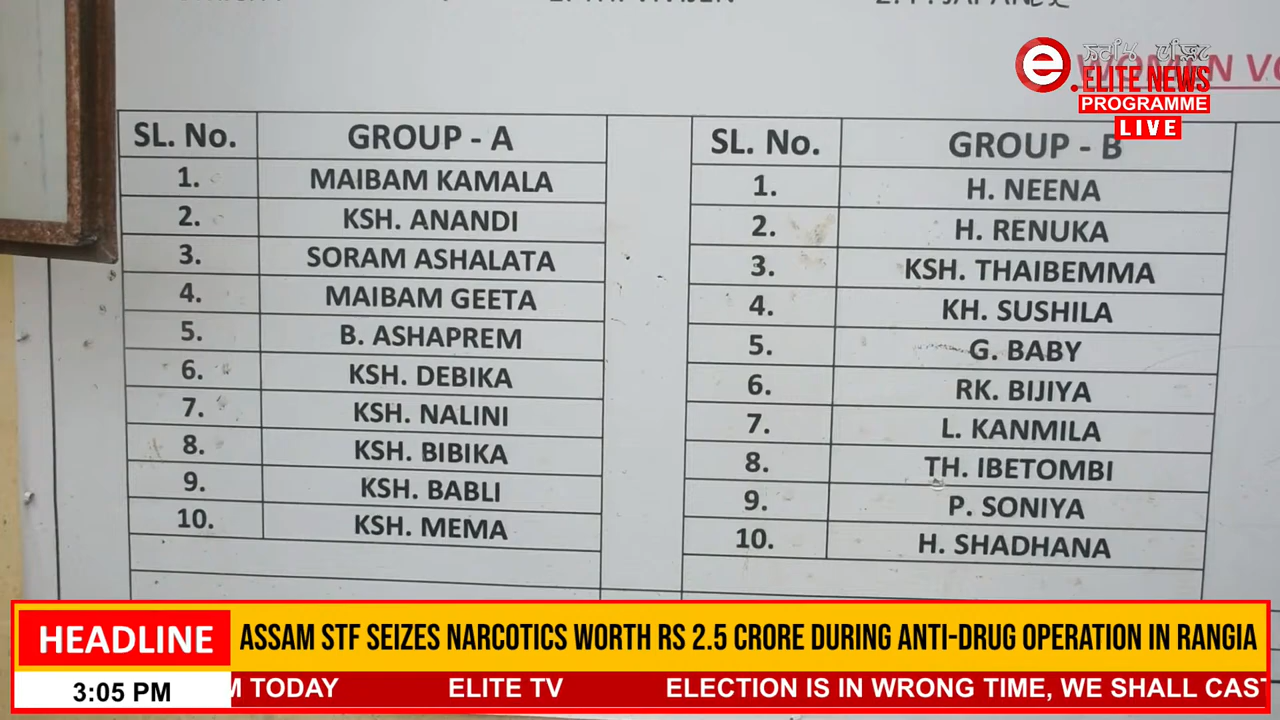 SL. No. GROUP - A
1. MAIBAM KAMALA
2. KSH. ANANDI
3. SORAM ASHALATA
4. MAIBAM GEETA
5. B. ASHAPREM
6. KSH. DEBIKA
7. KSH. NALINI
8. KSH. BIBIKA
9. KSH. BABLI
10. KSH. MEMA
WOMEN
SL. No. GROUP - B
1. H. NEENA
2. H. RENUKA
3. KSH. THAIBEMMA
4. KH. SUSHILA
5. G. BABY
6. RK. BIJIYA
7. L. KANMILA
8. TH. IBETOMBI
9. P. SONIYA
10. H. SHADHANA
e.
ELITE NEWS
PROGRAMME
LIVE
HEADLINE
ASSAM STF SEIZES NARCOTICS WORTH RS 2.5 CRORE DURING ANTI-DRUG OPERATION IN RANGIA
3:05 PM
TODAY ELITE TV ELECTION IS IN WRONG TIME, WE SHALL CAST